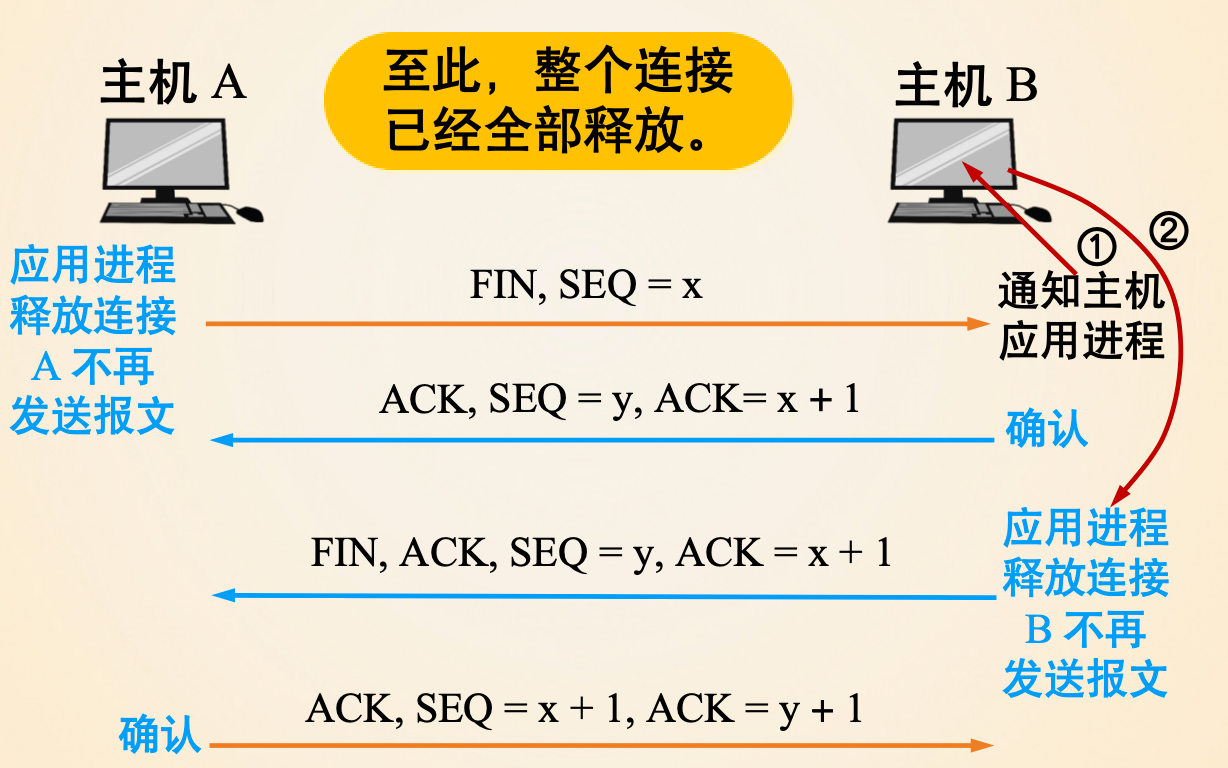 主机 A
至此，整个连接
已经全部释放。
主机 B
①
②
应用进程
释放连接
A 不再
发送报文
FIN, SEQ = x
通知主机
应用进程
ACK, SEQ = y, ACK= x + 1
确认
FIN, ACK, SEQ = y, ACK = x + 1
应用进程
释放连接
B 不再
发送报文
ACK, SEQ = x + 1, ACK = y + 1
确认